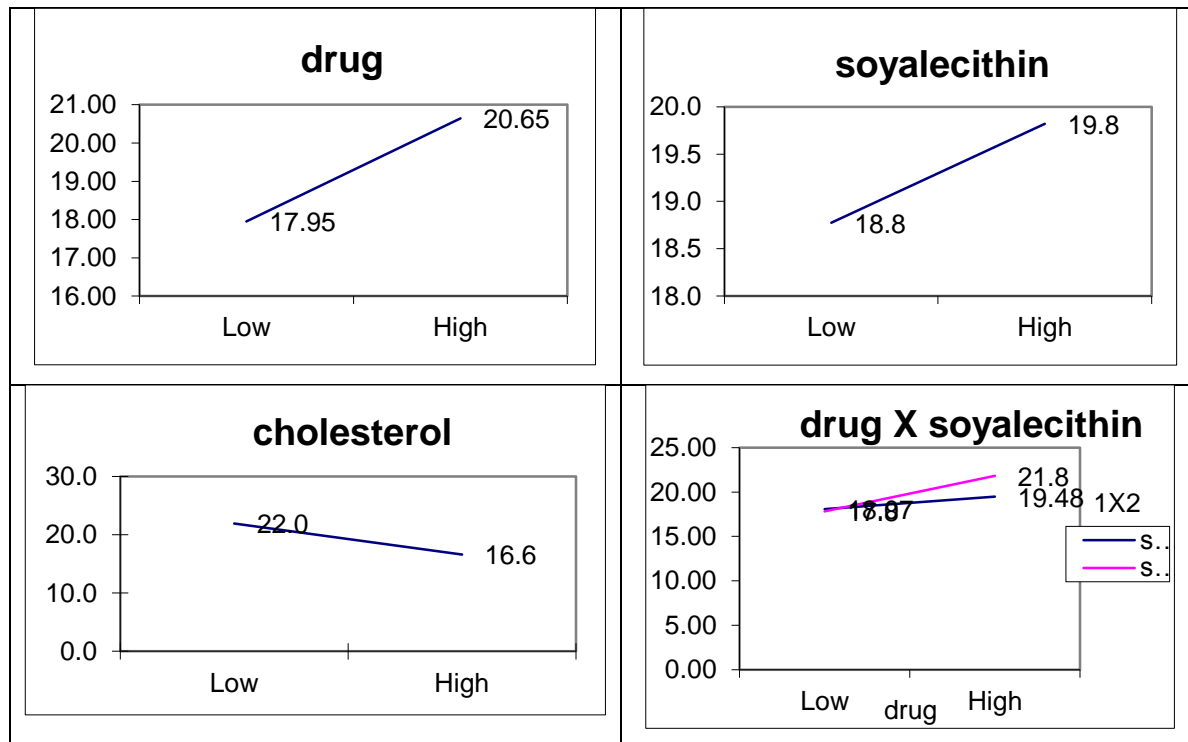 drug
21.00
20.00
19.00
18.00
17.00
16.00
20.65
17.95
Low High
soyalecithin
20.0
19.5
19.0
18.5
18.0
19.8
18.8
Low High
cholesterol
30.0
20.0
10.0
0.0
22.0
16.6
Low High
drug X soyalecithin
25.00
20.00
15.00
10.00
5.00
0.00
21.8
19.48
1X2
s..
s..
Low High
drug